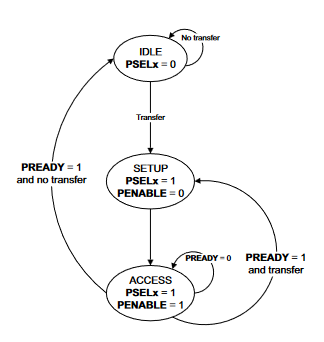 No transfer
IDLE
PSELx = 0
Transfer
SETUP
PSELx = 1
PENABLE = 0
PREADY = 1
and no transfer
PREADY = 0
PREADY = 1
and transfer
ACCESS
PSELx = 1
PENABLE = 1